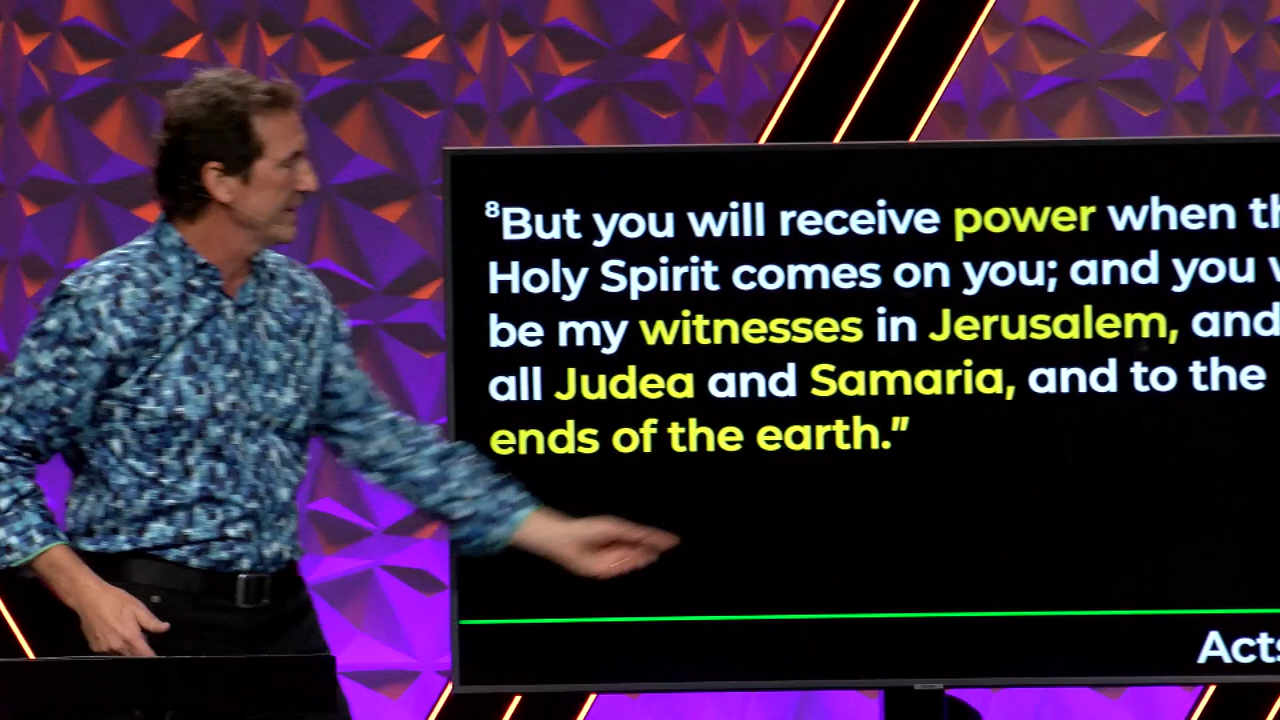 ⁸But you will receive power when th
Holy Spirit comes on you; and you w
be my witnesses in Jerusalem, and
all Judea and Samaria, and to the
ends of the earth.”
Acts